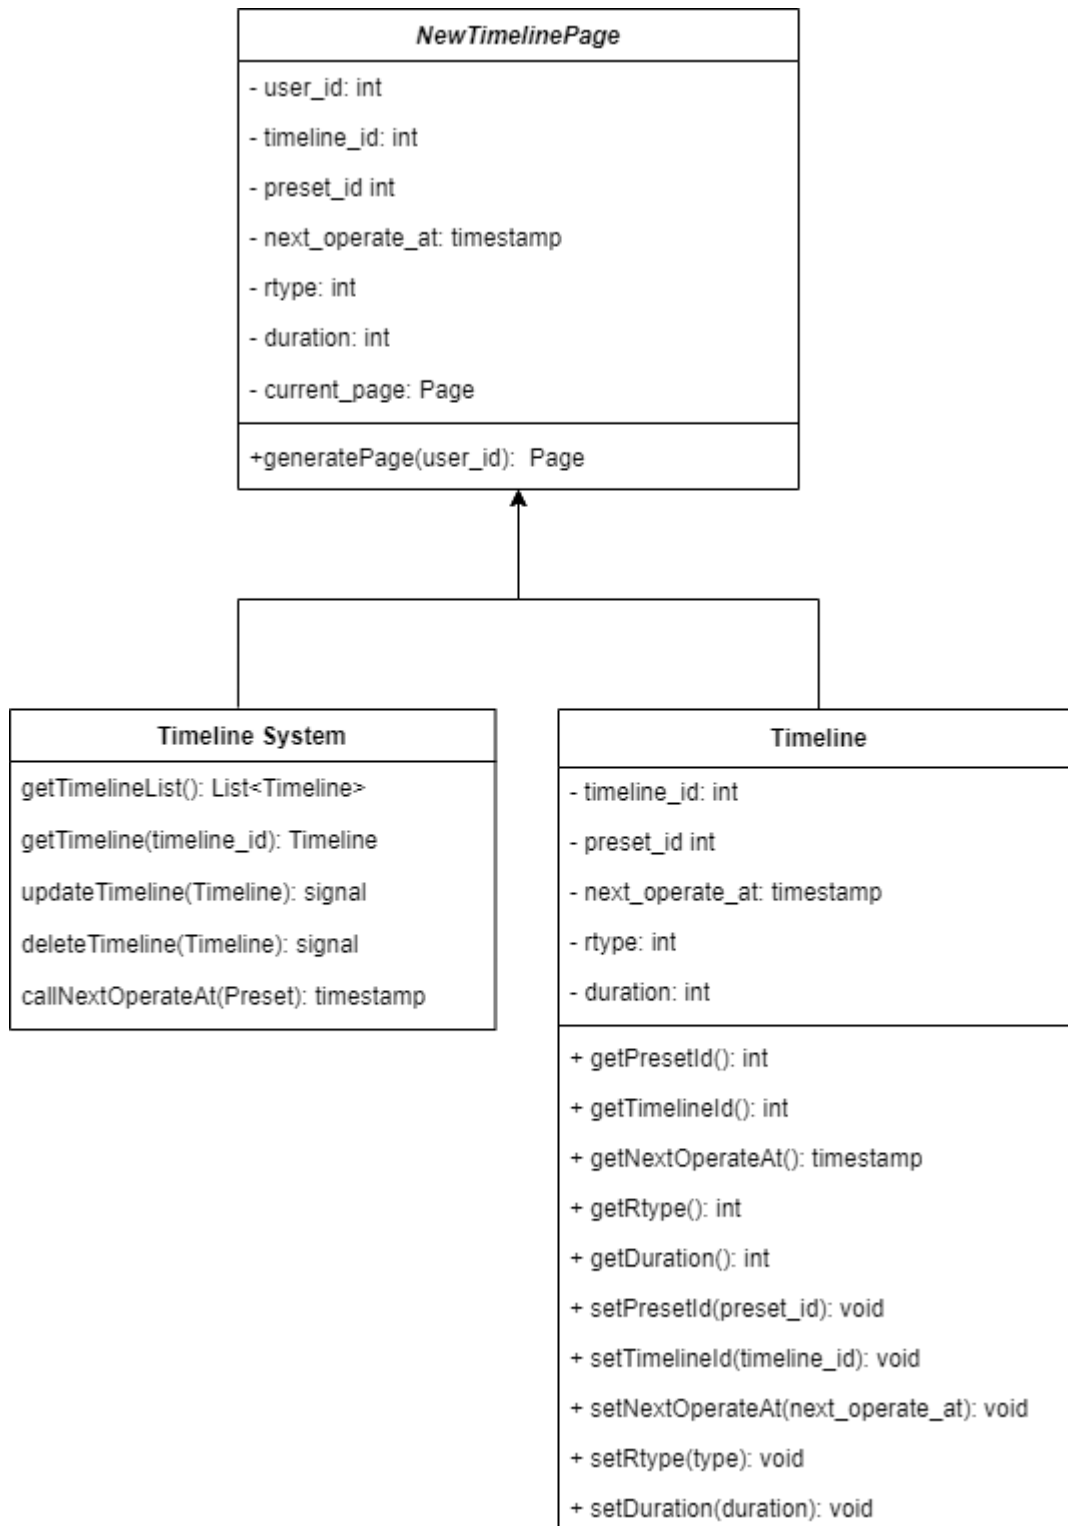 NewTimelinePage
- user_id: int
- timeline_id: int
- preset_id int
- next_operate_at: timestamp
- rtype: int
- duration: int
- current_page: Page
+generatePage(user_id):  Page
Timeline System
getTimelineList(): List<Timeline>
getTimeline(timeline_id): Timeline
updateTimeline(Timeline): signal
deleteTimeline(Timeline): signal
callNextOperateAt(Preset): timestamp
Timeline
- timeline_id: int
- preset_id int
- next_operate_at: timestamp
- rtype: int
- duration: int
+ getPresetId(): int
+ getTimelineId(): int
+ getNextOperateAt(): timestamp
+ getRtype(): int
+ getDuration(): int
+ setPresetId(preset_id): void
+ setTimelineId(timeline_id): void
+ setNextOperateAt(next_operate_at): void
+ setRtype(type): void
+ setDuration(duration): void